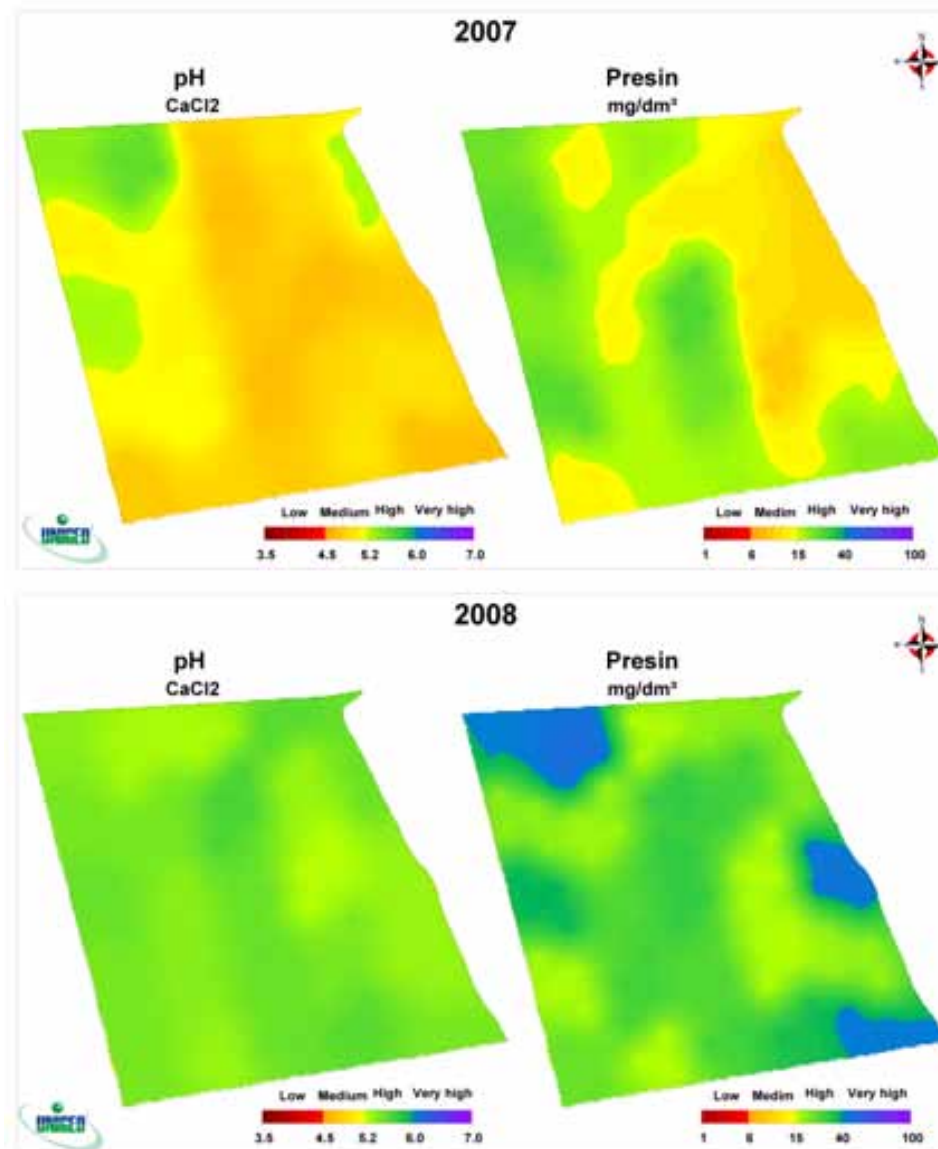 2007
N
pH
CaCl2
Presin
mg/dm³
Low Medium High Very high
3.5 4.5 5.2 6.0 7.0
Low Medim High Very high
1 6 15 40 100
2008
N
pH
CaCl2
Presin
mg/dm³
Low Medium High Very high
3.5 4.5 5.2 6.0 7.0
Low Medim High Very high
1 6 15 40 100